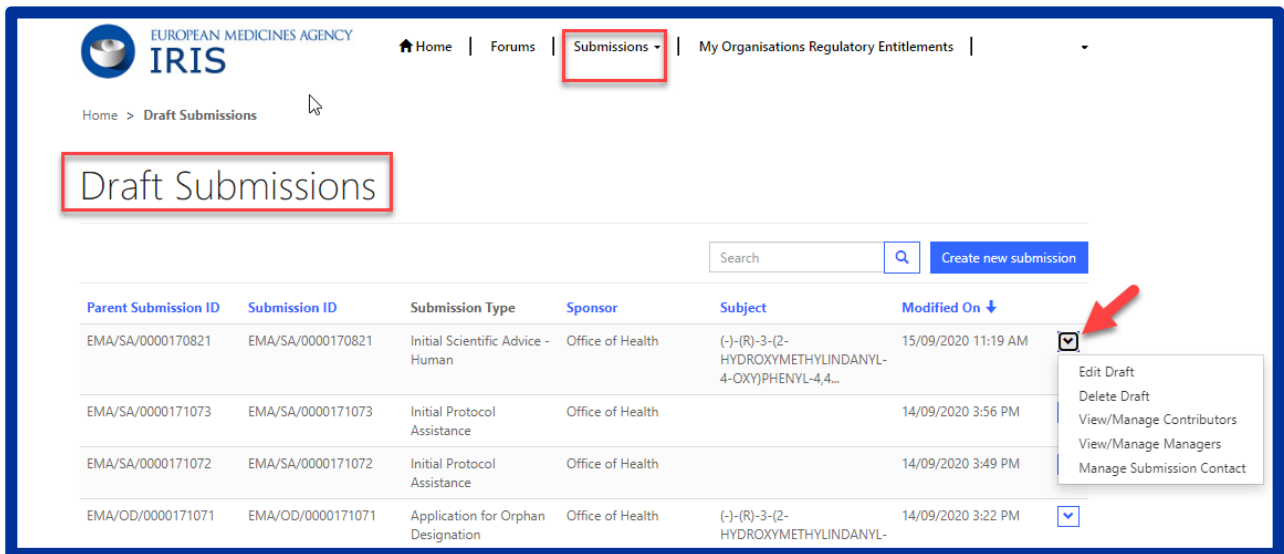 EUROPEAN MEDICINES AGENCY
IRIS
Home
Forums
Submissions
My Organisations Regulatory Entitlements
Home > Draft Submissions
Draft Submissions
Search
Create new submission
Parent Submission ID Submission ID Submission Type Sponsor Subject Modified On
EMA/SA/0000170821 EMA/SA/0000170821 Initial Scientific Advice - Office of Health (-)-(R)-3-(2- 15/09/2020 11:19 AM
Human HYDROXYMETHYLINDANYL-
4-OXY)PHENYL-4,4...
Edit Draft
Delete Draft
View/Manage Contributors
View/Manage Managers
Manage Submission Contact
EMA/SA/0000171073 EMA/SA/0000171073 Initial Protocol Office of Health 14/09/2020 3:56 PM
Assistance
EMA/SA/0000171072 EMA/SA/0000171072 Initial Protocol Office of Health 14/09/2020 3:49 PM
Assistance
EMA/OD/0000171071 EMA/OD/0000171071 Application for Orphan Office of Health (-)-(R)-3-(2- 14/09/2020 3:22 PM
Designation HYDROXYMETHYLINDANYL-